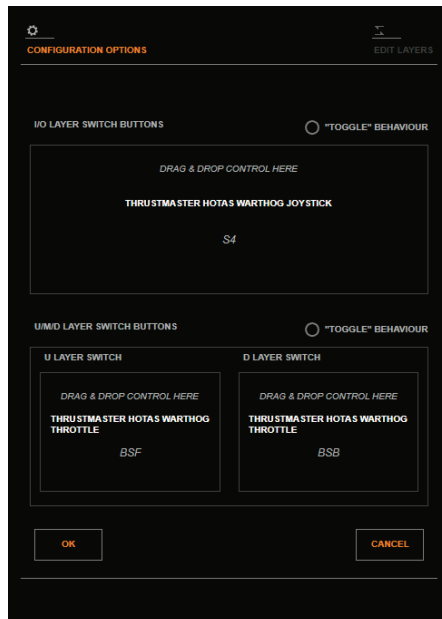 CONFIGURATION OPTIONS
EDIT LAYERS
I/O LAYER SWITCH BUTTONS
"TOGGLE" BEHAVIOUR
DRAG & DROP CONTROL HERE
THRUSTMASTER HOTAS WARTHOG JOYSTICK
S4
U/M/D LAYER SWITCH BUTTONS
"TOGGLE" BEHAVIOUR
U LAYER SWITCH
DRAG & DROP CONTROL HERE
THRUSTMASTER HOTAS WARTHOG
THROTTLE
BSF
D LAYER SWITCH
DRAG & DROP CONTROL HERE
THRUSTMASTER HOTAS WARTHOG
THROTTLE
BSB
OK
CANCEL